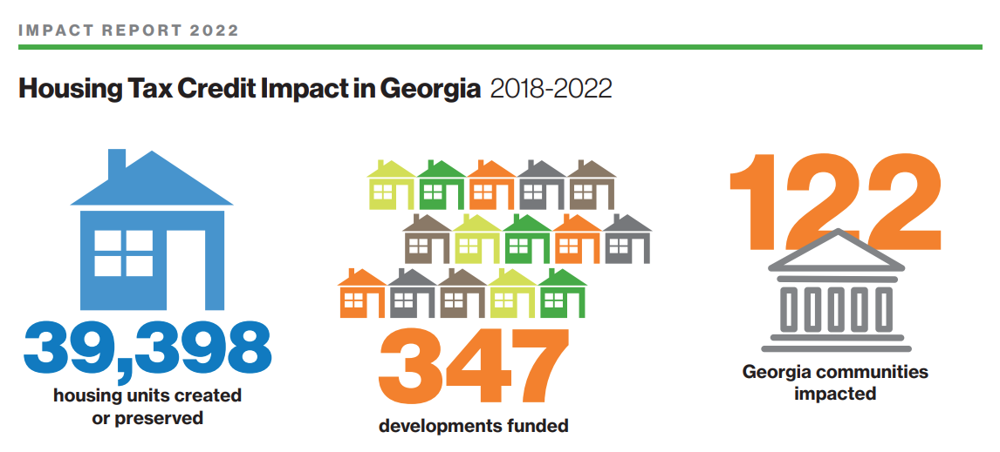 IMPACT REPORT 2022
Housing Tax Credit Impact in Georgia 2018-2022
39,398
housing units created
or preserved
347
developments funded
122
Georgia communities
impacted